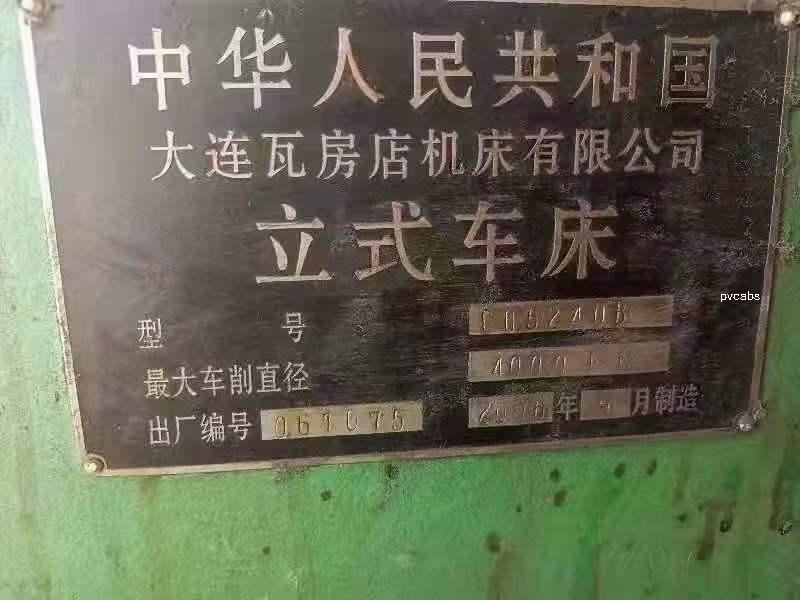 中华人民共和国
大连瓦房店机床有限公司
立式车床
pvcabs
型 号
最大车削直径 4000
出厂编号 061075 年 月制造